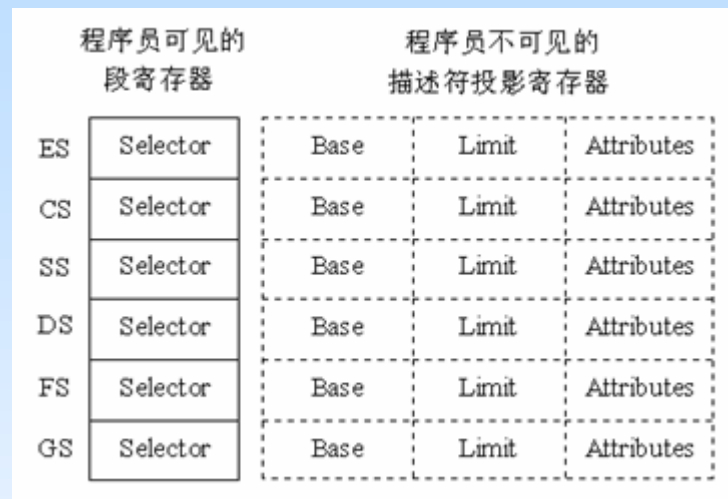 程序员可见的 程序员不可见的
段寄存器 描述符投影寄存器
ES Selector Base Limit Attributes
CS Selector Base Limit Attributes
SS Selector Base Limit Attributes
DS Selector Base Limit Attributes
FS Selector Base Limit Attributes
GS Selector Base Limit Attributes